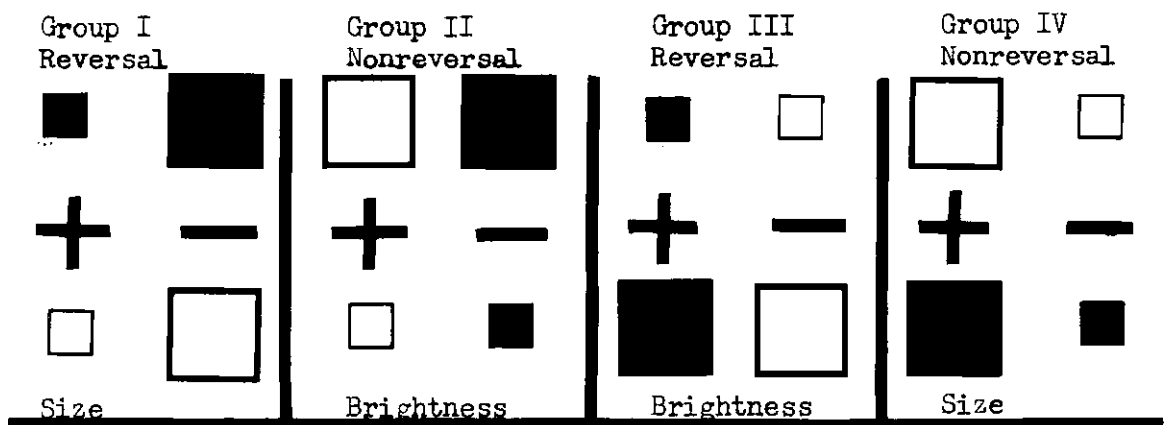 Group I
Reversal
Group II
Nonreversal
Group III
Reversal
Group IV
Nonreversal
+ −
+ −
+ −
+ −
Size
Brightness
Brightness
Size